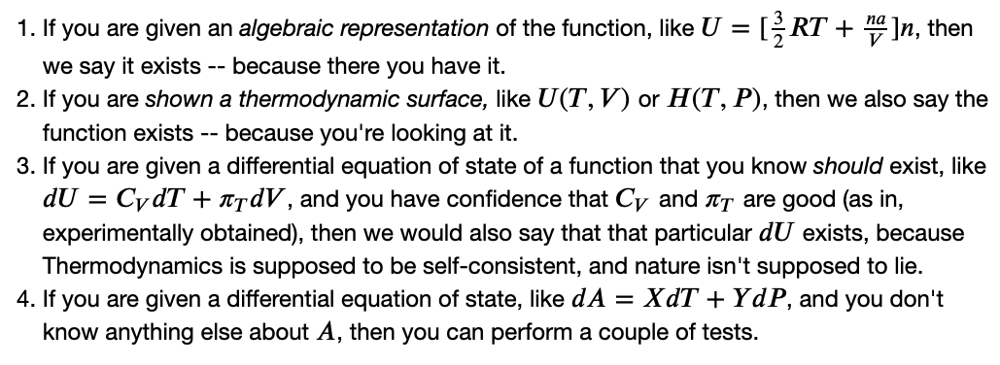 1. If you are given an algebraic representation of the function, like U = [3/2 RT + na/V]n, then
we say it exists -- because there you have it.
2. If you are shown a thermodynamic surface, like U(T, V) or H(T, P), then we also say the
function exists -- because you're looking at it.
3. If you are given a differential equation of state of a function that you know should exist, like
dU = C_V dT + π_T dV, and you have confidence that C_V and π_T are good (as in,
experimentally obtained), then we would also say that that particular dU exists, because
Thermodynamics is supposed to be self-consistent, and nature isn't supposed to lie.
4. If you are given a differential equation of state, like dA = XdT + YdP, and you don't
know anything else about A, then you can perform a couple of tests.